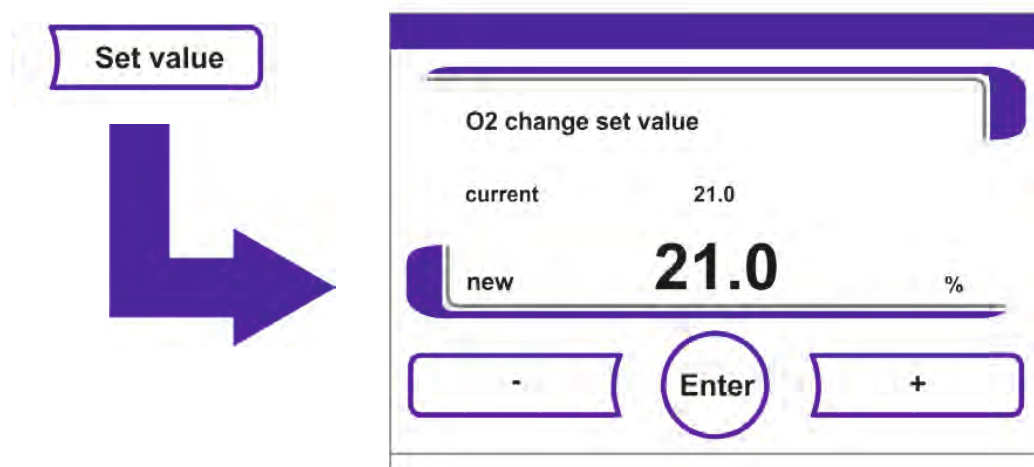 Set value
O2 change set value
current 21.0
new 21.0 %
- Enter +